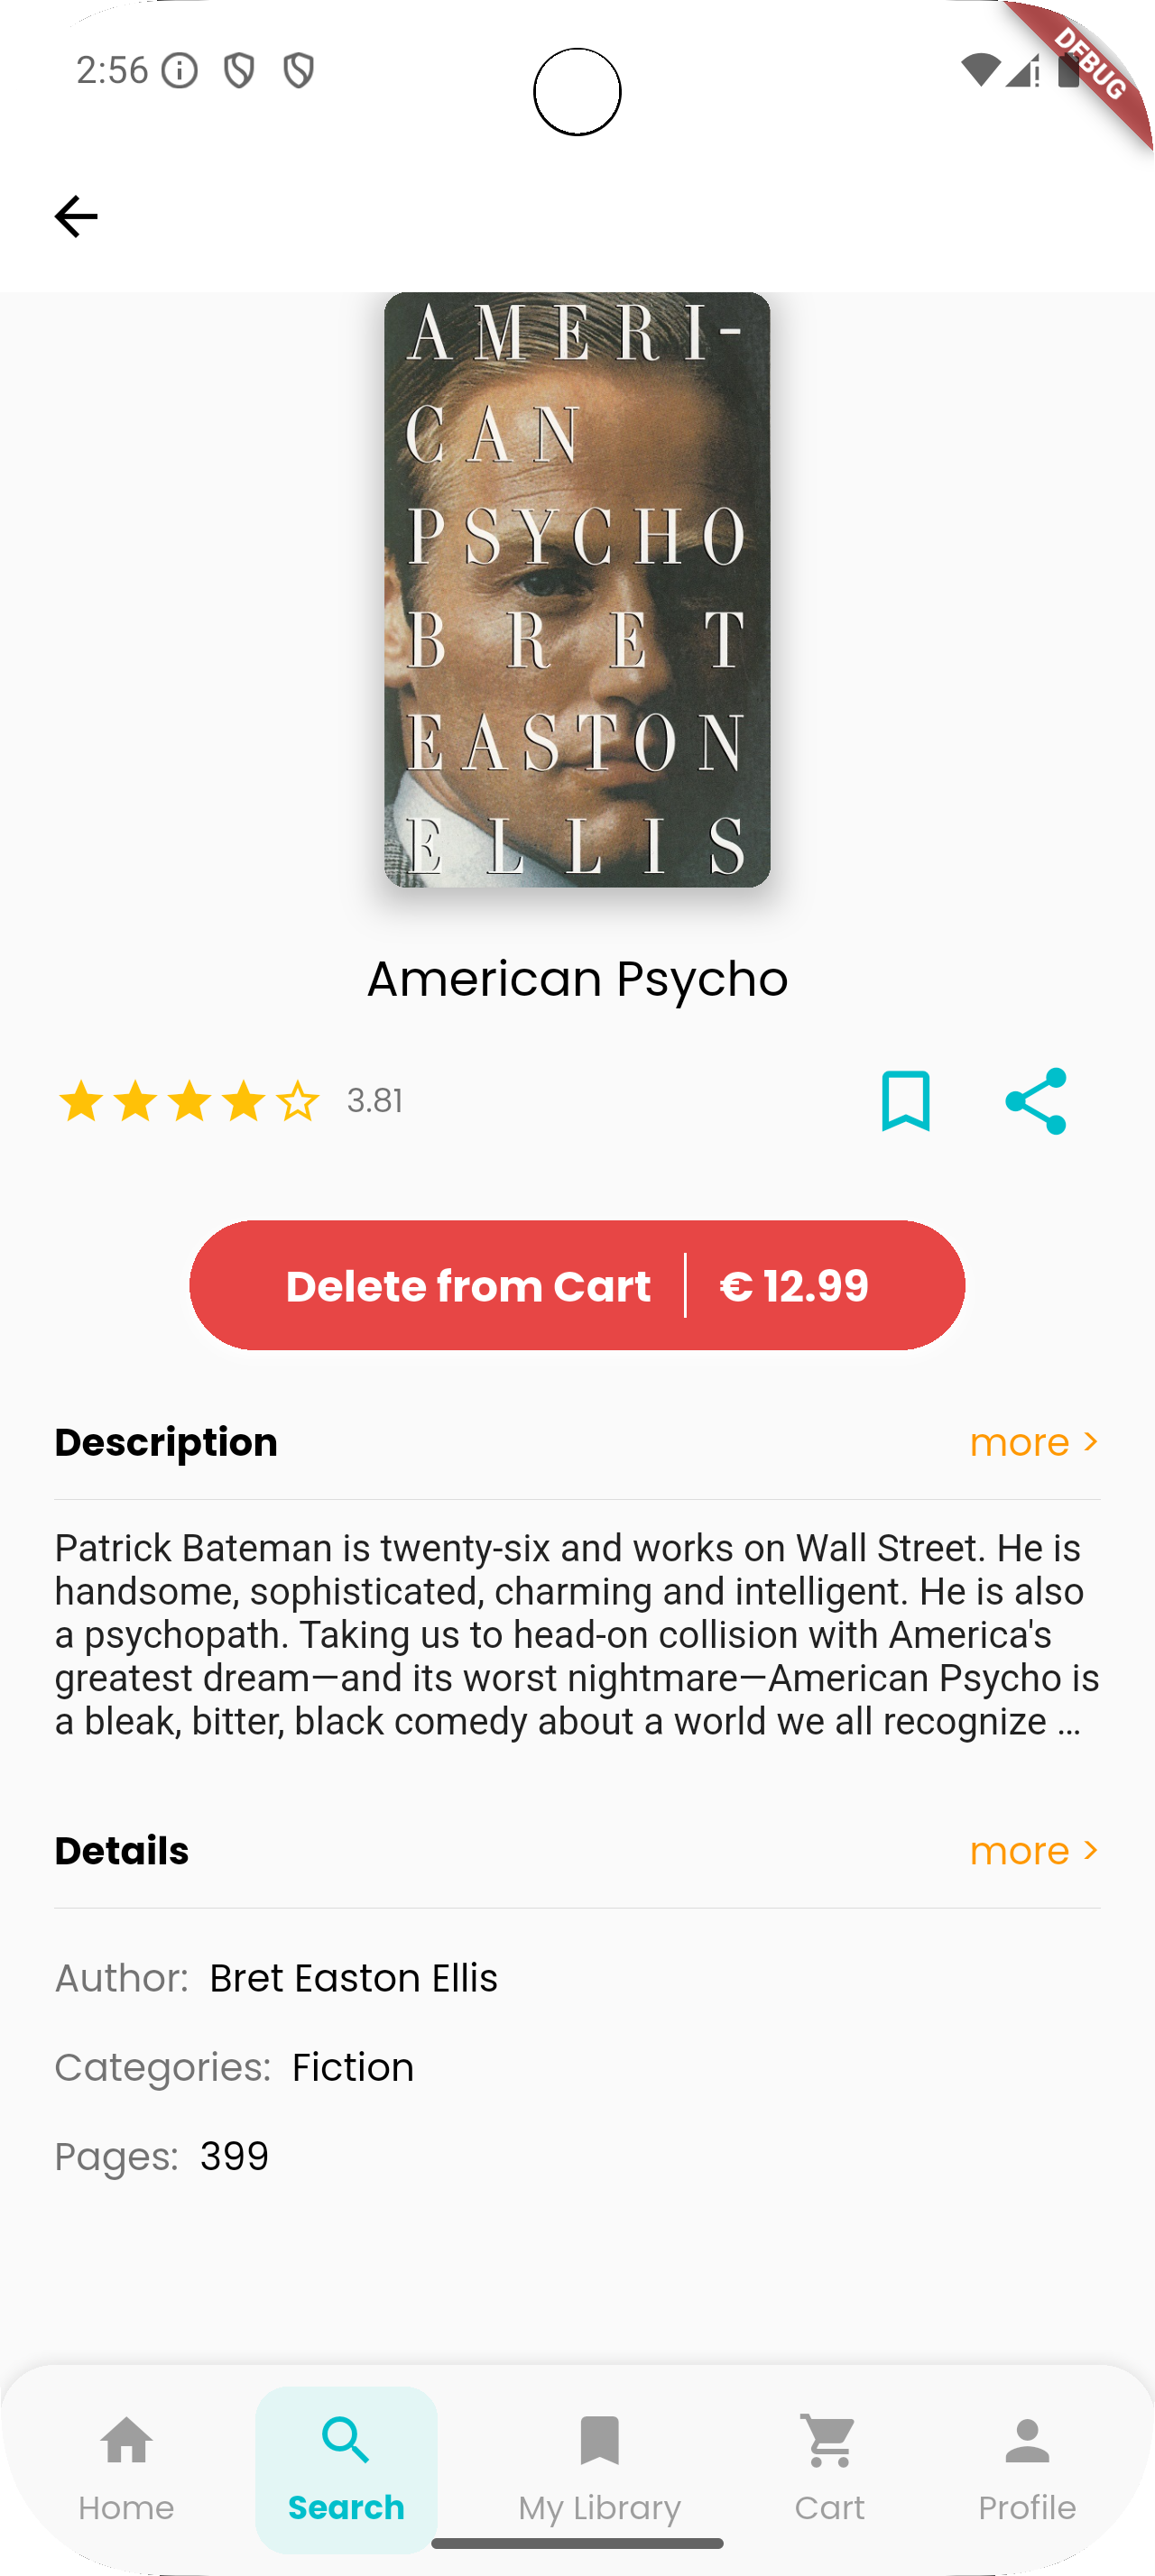 2:56
DEBUG
AMERI-
CAN
PSYCHO
BRET
EASTON
ELLIS
American Psycho
3.81
Delete from Cart | € 12.99
Description more >
Patrick Bateman is twenty-six and works on Wall Street. He is
handsome, sophisticated, charming and intelligent. He is also
a psychopath. Taking us to head-on collision with America's
greatest dream—and its worst nightmare—American Psycho is
a bleak, bitter, black comedy about a world we all recognize ...
Details more >
Author: Bret Easton Ellis
Categories: Fiction
Pages: 399
Home Search My Library Cart Profile